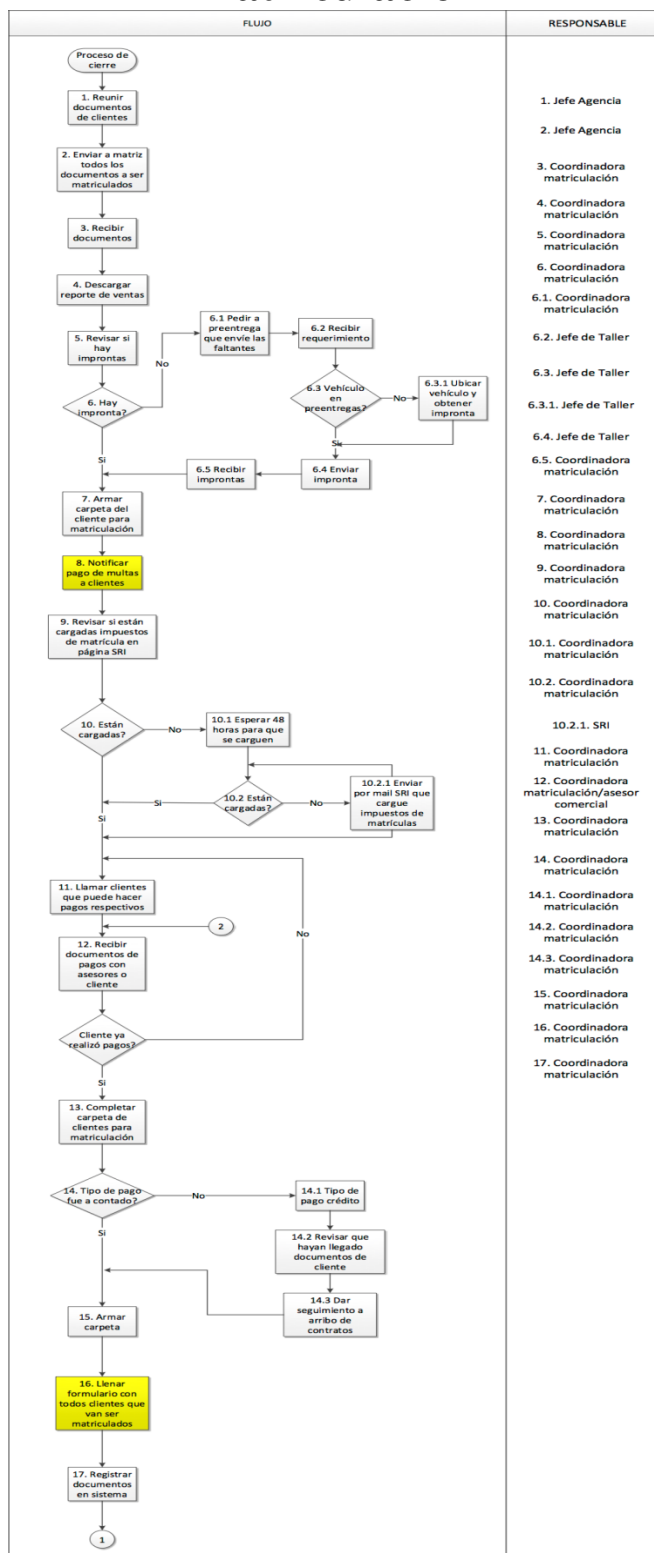 FLUJO
RESPONSABLE
Proceso de
cierre
1. Reunir
documentos
de clientes
2. Enviar a matriz
todos los
documentos a ser
matriculados
3. Recibir
documentos
4. Descargar
reporte de ventas
5. Revisar si
hay
improntas
6. Hay
impronta?
No
6.1 Pedir a
preentrega
que envíe las
faltantes
6.2 Recibir
requerimiento
6.3 Vehículo
en
preentregas?
No
6.3.1 Ubicar
vehículo y
obtener
impronta
Si
6.4 Enviar
impronta
6.5 Recibir
improntas
Si
7. Armar
carpeta del
cliente para
matriculación
8. Notificar
pago de multas
a clientes
9. Revisar si están
cargadas impuestos
de matrícula en
página SRI
10. Están
cargadas?
No
10.1 Esperar 48
horas para que
se carguen
10.2 Están
cargadas?
Si
No
10.2.1 Enviar
por mail SRI que
cargue
impuestos de
matrículas
Si
11. Llamar clientes
que puede hacer
pagos respectivos
2
12. Recibir
documentos de
pagos con
asesores o
cliente
No
Cliente ya
realizó pagos?
Si
13. Completar
carpeta de
clientes para
matriculación
14. Tipo de pago
fue a contado?
No
14.1 Tipo de
pago crédito
14.2 Revisar que
hayan llegado
documentos de
cliente
14.3 Dar
seguimiento a
arribo de
contratos
Si
15. Armar
carpeta
16. Llenar
formulario con
todos clientes que
van ser
matriculados
17. Registrar
documentos
en sistema
1
1. Jefe Agencia
2. Jefe Agencia
3. Coordinadora
matriculación
4. Coordinadora
matriculación
5. Coordinadora
matriculación
6. Coordinadora
matriculación
6.1. Coordinadora
matriculación
6.2. Jefe de Taller
6.3. Jefe de Taller
6.3.1. Jefe de Taller
6.4. Jefe de Taller
6.5. Coordinadora
matriculación
7. Coordinadora
matriculación
8. Coordinadora
matriculación
9. Coordinadora
matriculación
10. Coordinadora
matriculación
10.1. Coordinadora
matriculación
10.2. Coordinadora
matriculación
10.2.1. SRI
11. Coordinadora
matriculación
12. Coordinadora
matriculación/asesor
comercial
13. Coordinadora
matriculación
14. Coordinadora
matriculación
14.1. Coordinadora
matriculación
14.2. Coordinadora
matriculación
14.3. Coordinadora
matriculación
15. Coordinadora
matriculación
16. Coordinadora
matriculación
17. Coordinadora
matriculación